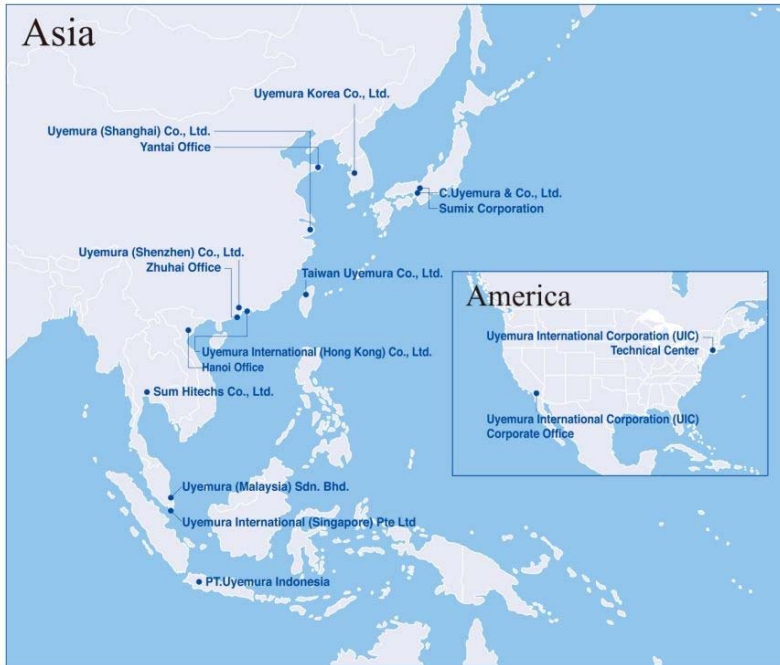 Asia
Uyemura Korea Co., Ltd.
Uyemura (Shanghai) Co., Ltd.
Yantai Office
C.Uyemura & Co., Ltd.
Sumix Corporation
Uyemura (Shenzhen) Co., Ltd.
Zhuhai Office
Taiwan Uyemura Co., Ltd.
Uyemura International (Hong Kong) Co., Ltd.
Hanoi Office
Sum Hitechs Co., Ltd.
Uyemura (Malaysia) Sdn. Bhd.
Uyemura International (Singapore) Pte Ltd
PT.Uyemura Indonesia
America
Uyemura International Corporation (UIC)
Technical Center
Uyemura International Corporation (UIC)
Corporate Office